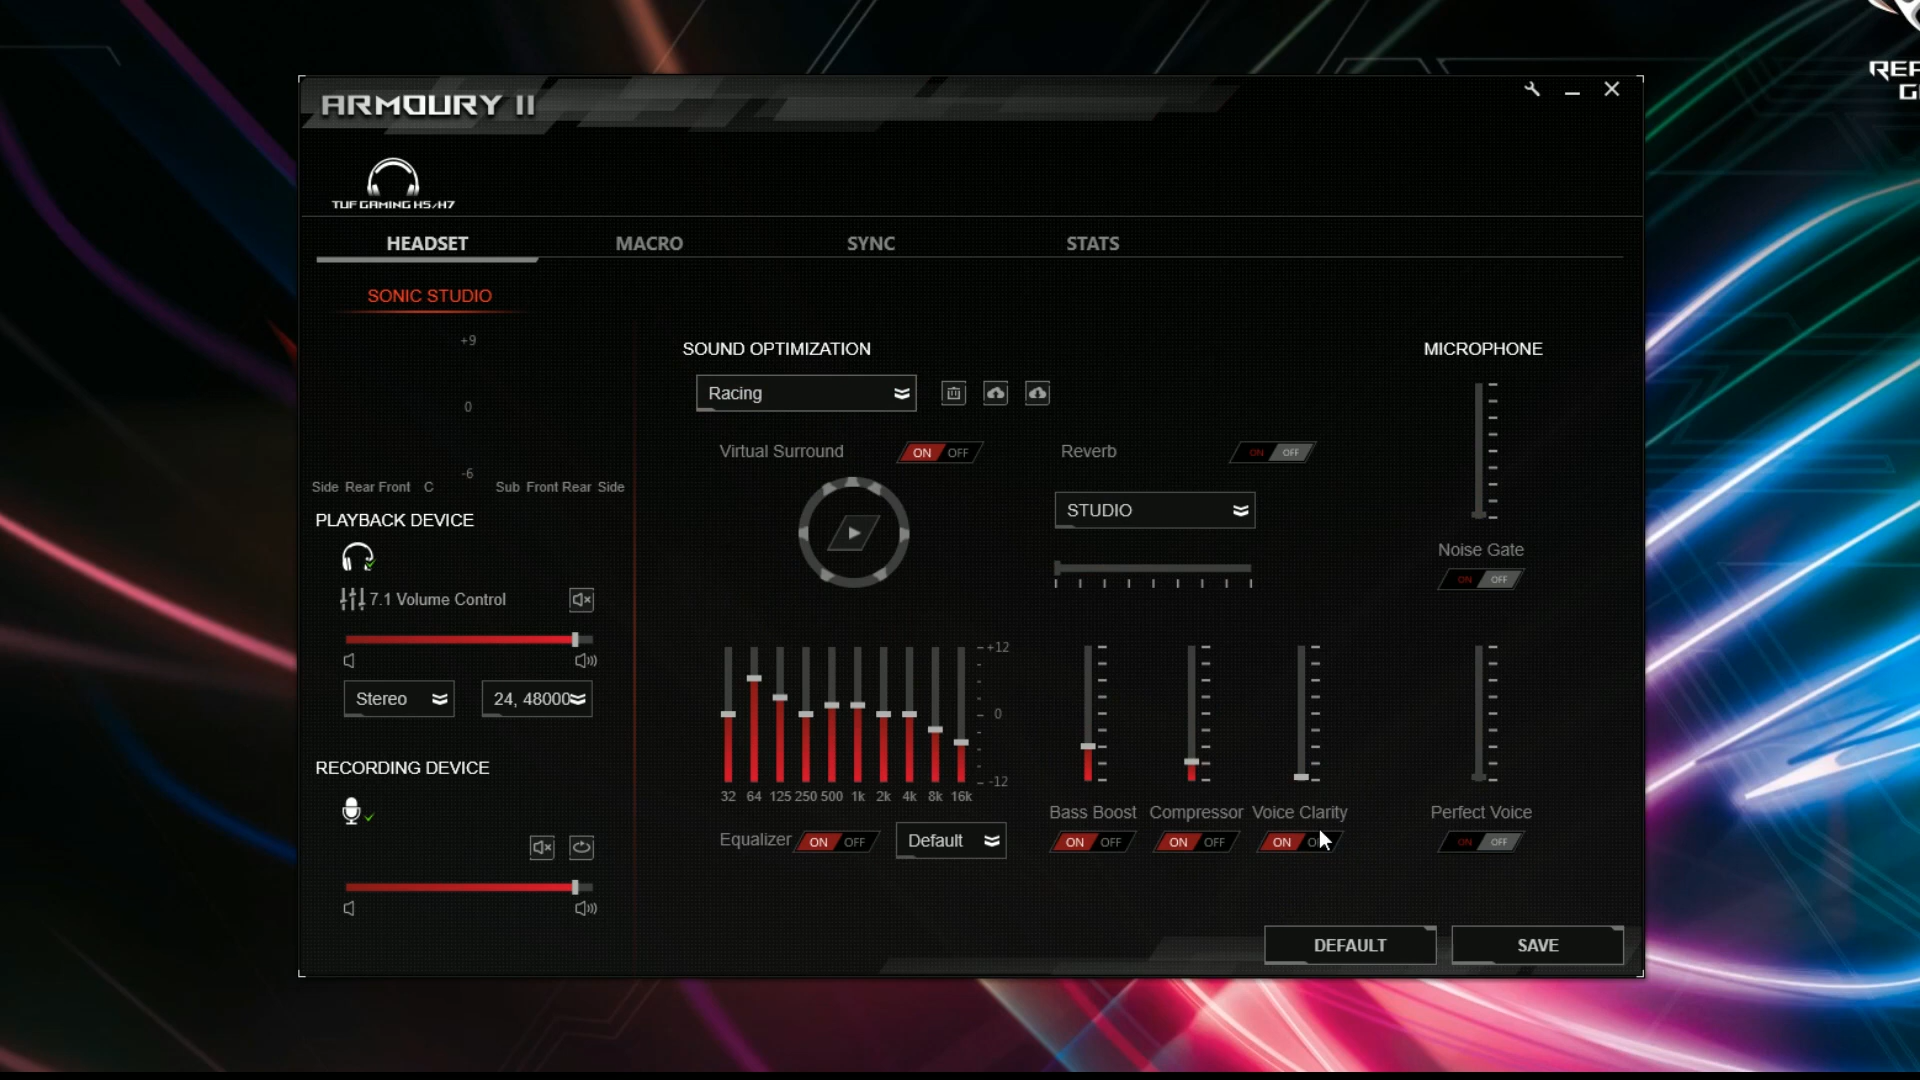 REP
G
ARMOURY II
TUF GAMING H5/H7
HEADSET MACRO SYNC STATS
SONIC STUDIO
+9
0
-6
Side Rear Front C Sub Front Rear Side
PLAYBACK DEVICE
7.1 Volume Control
Stereo 24, 48000
RECORDING DEVICE
SOUND OPTIMIZATION
Racing
Virtual Surround ON OFF
Reverb ON OFF
STUDIO
+12
0
-12
32 64 125 250 500 1k 2k 4k 8k 16k
Equalizer ON OFF Default
Bass Boost Compressor Voice Clarity
ON OFF ON OFF ON
MICROPHONE
Noise Gate
ON OFF
Perfect Voice
ON OFF
DEFAULT SAVE